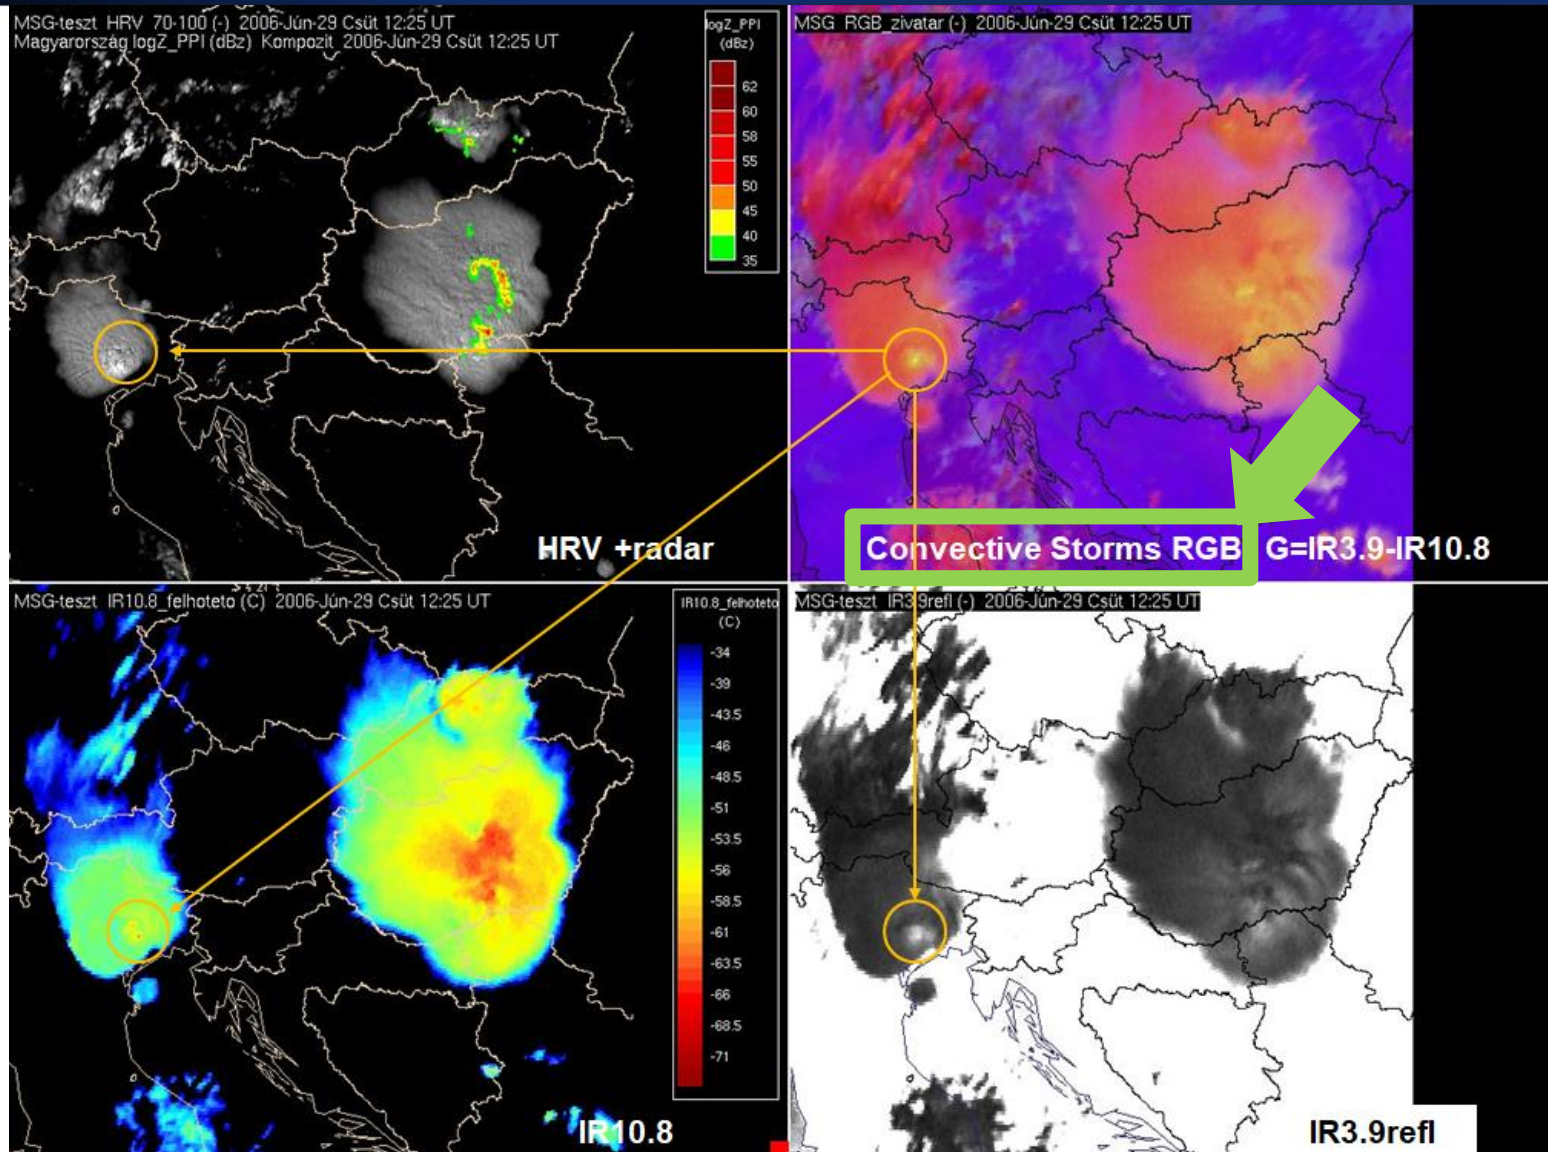 MSG-teszt HRV 70-100 (-) 2006-Jún-29 Csüt 12:25 UT
Magyarország logZ_PPI (dBz) Kompozit 2006-Jún-29 Csüt 12:25 UT
logZ_PPI
(dBz)
62
60
58
55
50
45
40
35
HRV +radar
MSG RGB_zivatar (-) 2006-Jún-29 Csüt 12:25 UT
Convective Storms RGB G=IR3.9-IR10.8
MSG-teszt IR10.8_felhoteto (C) 2006-Jún-29 Csüt 12:25 UT
IR10.8_felhoteto
(C)
-34
-39
-43.5
-46
-48.5
-51
-53.5
-56
-58.5
-61
-63.5
-66
-68.5
-71
IR10.8
MSG-teszt IR3.9refl (-) 2006-Jún-29 Csüt 12:25 UT
IR3.9refl